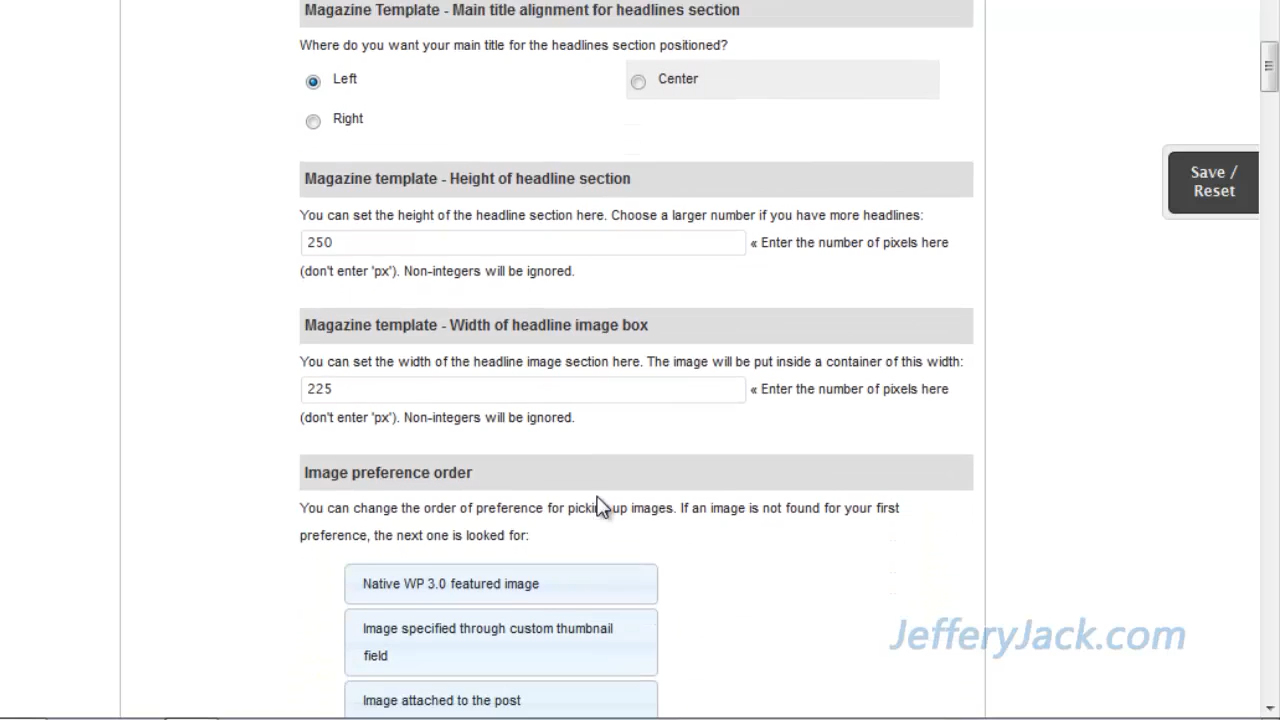 Magazine Template - Main title alignment for headlines section
Where do you want your main title for the headlines section positioned?
Left
Center
Right
Save /
Reset
Magazine template - Height of headline section
You can set the height of the headline section here. Choose a larger number if you have more headlines:
250 « Enter the number of pixels here
(don't enter 'px'). Non-integers will be ignored.
Magazine template - Width of headline image box
You can set the width of the headline image section here. The image will be put inside a container of this width:
225 « Enter the number of pixels here
(don't enter 'px'). Non-integers will be ignored.
Image preference order
You can change the order of preference for picking up images. If an image is not found for your first
preference, the next one is looked for:
Native WP 3.0 featured image
Image specified through custom thumbnail
field
Image attached to the post
JefferyJack.com